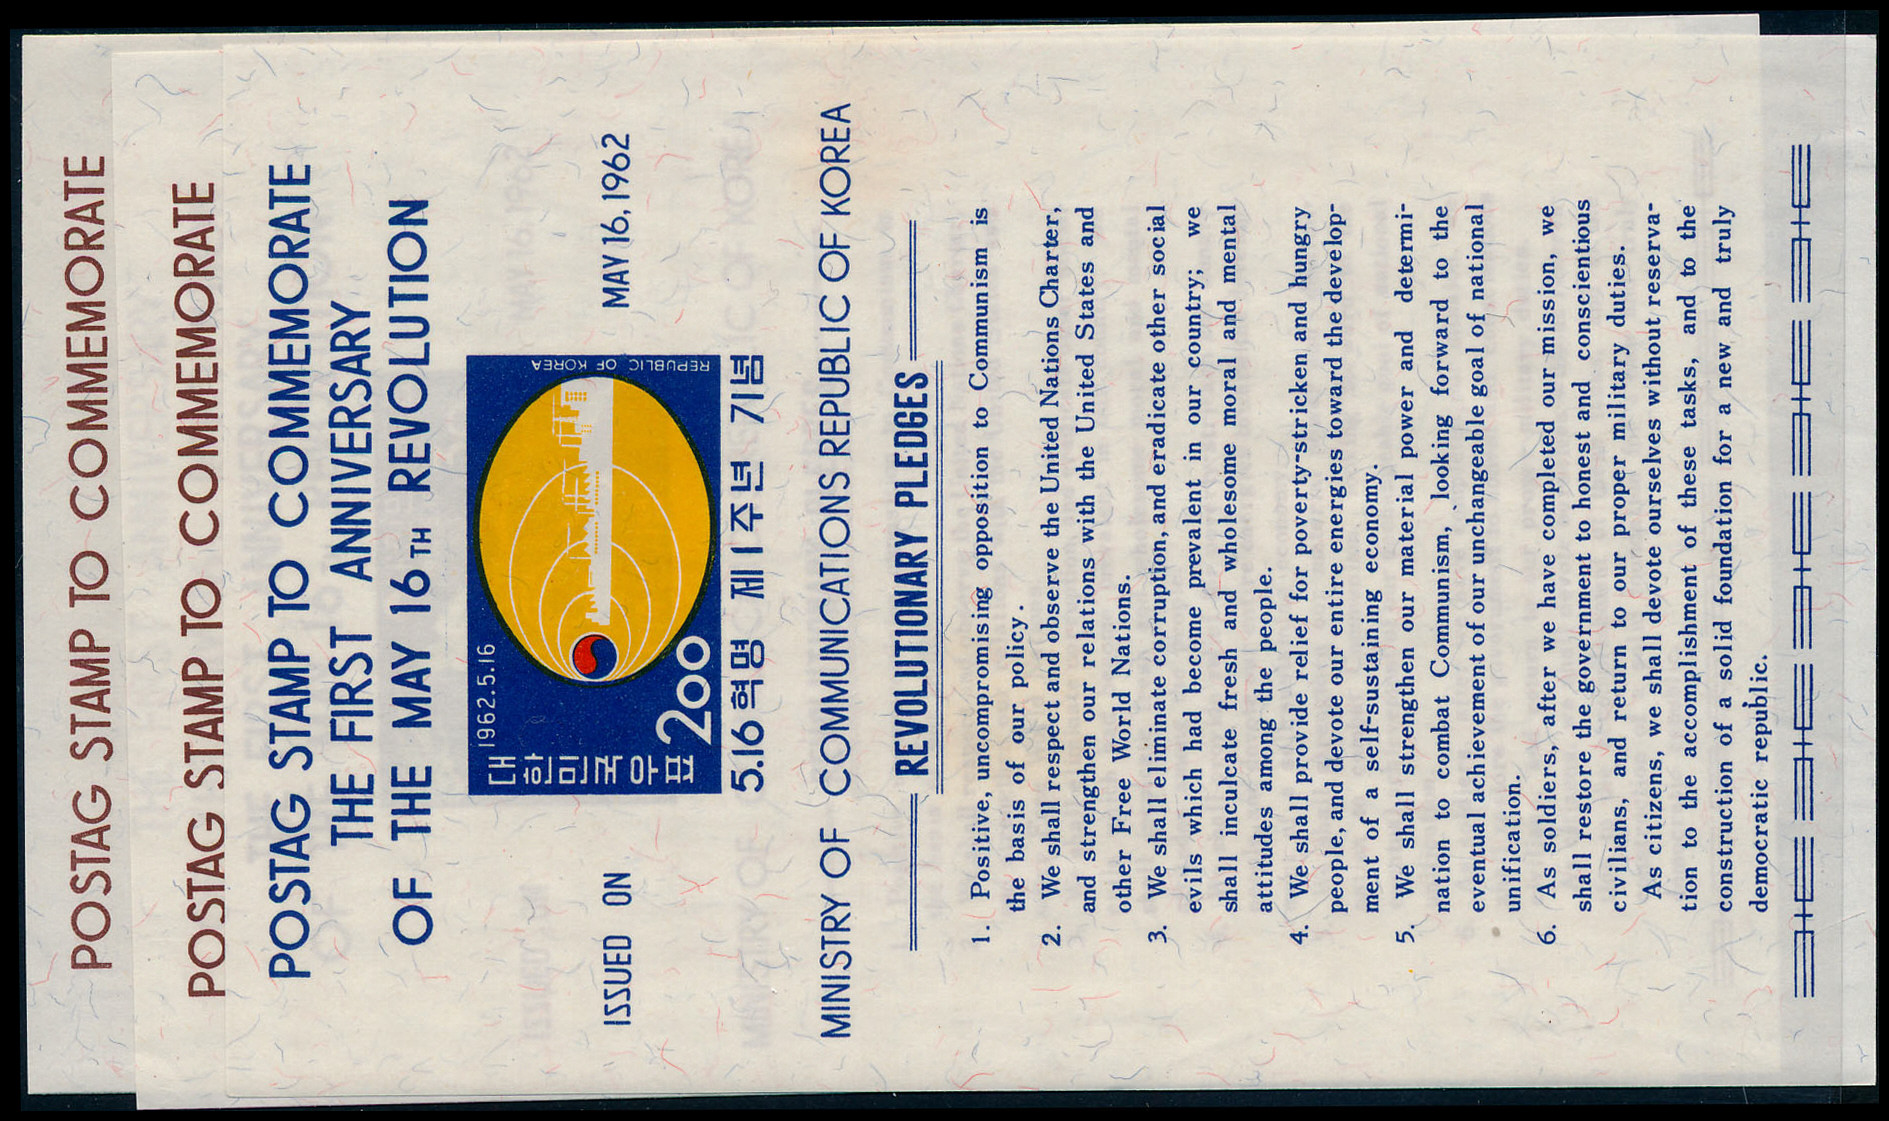 POSTAG STAMP TO COMMEMORATE
POSTAG STAMP TO COMMEMORATE
POSTAG STAMP TO COMMEMORATE
THE FIRST ANNIVERSARY
OF THE MAY 16TH REVOLUTION
1962.5.16
대한민국우표
200
REPUBLIC OF KOREA
ISSUED ON MAY 16, 1962
5.16 혁명 제1주년 기념
MINISTRY OF COMMUNICATIONS REPUBLIC OF KOREA
REVOLUTIONARY PLEDGES
1. Positive, uncompromising opposition to Communism is
the basis of our policy.
2. We shall respect and observe the United Nations Charter,
and strengthen our relations with the United States and
other Free World Nations.
3. We shall eliminate corruption, and eradicate other social
evils which had become prevalent in our country; we
shall inculcate fresh and wholesome moral and mental
attitudes among the people.
4. We shall provide relief for poverty-stricken and hungry
people, and devote our entire energies toward the develop-
ment of a self-sustaining economy.
5. We shall strengthen our material power and determi-
nation to combat Communism, looking forward to the
eventual achievement of our unchangeable goal of national
unification.
6. As soldiers, after we have completed our mission, we
shall restore the government to honest and conscientious
civilians, and return to our proper military duties.
As citizens, we shall devote ourselves without reserva-
tion to the accomplishment of these tasks, and to the
construction of a solid foundation for a new and truly
democratic republic.